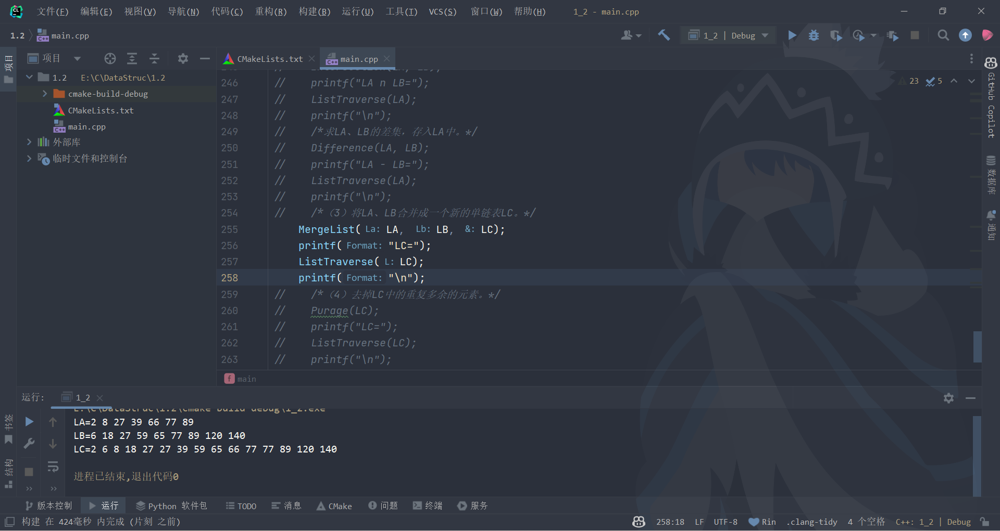 文件(F) 编辑(E) 视图(V) 导航(N) 代码(C) 重构(R) 构建(B) 运行(U) 工具(T) VCS(S) 窗口(W) 帮助(H) 1_2 - main.cpp
1.2 main.cpp 1_2 | Debug
项目 CMakeLists.txt main.cpp
项目
1.2 E:\C\DataStruc\1.2
cmake-build-debug
CMakeLists.txt
main.cpp
外部库
临时文件和控制台
23 5
246 // printf("LA n LB=");
247 // ListTraverse(LA);
248 // printf("\n");
249 // /*求LA、LB的差集，存入LA中。*/
250 // Difference(LA, LB);
251 // printf("LA - LB=");
252 // ListTraverse(LA);
253 // printf("\n");
254 // /*（3）将LA、LB合并成一个新的单链表LC。*/
255 MergeList( La: LA, Lb: LB, &: LC);
256 printf( Format: "LC=");
257 ListTraverse( L: LC);
258 printf( Format: "\n");
259 // /*（4）去掉LC中的重复多余的元素。*/
260 // Purage(LC);
261 // printf("LC=");
262 // ListTraverse(LC);
263 // printf("\n");
f main
GitHub Copilot
数据库
通知
运行: 1_2
E:\C\DataStruc\1.2\cmake-build-debug\1_2.exe
LA=2 8 27 39 66 77 89
LB=6 18 27 59 65 77 89 120 140
LC=2 6 8 18 27 27 39 59 65 66 77 77 89 120 140
进程已结束,退出代码0
书签
结构
版本控制 运行 Python 软件包 TODO 消息 CMake 问题 终端 服务
构建 在 424毫秒 内完成 (片刻 之前) 258:18 LF UTF-8 Rin .clang-tidy 4 个空格 C++: 1_2 | Debug